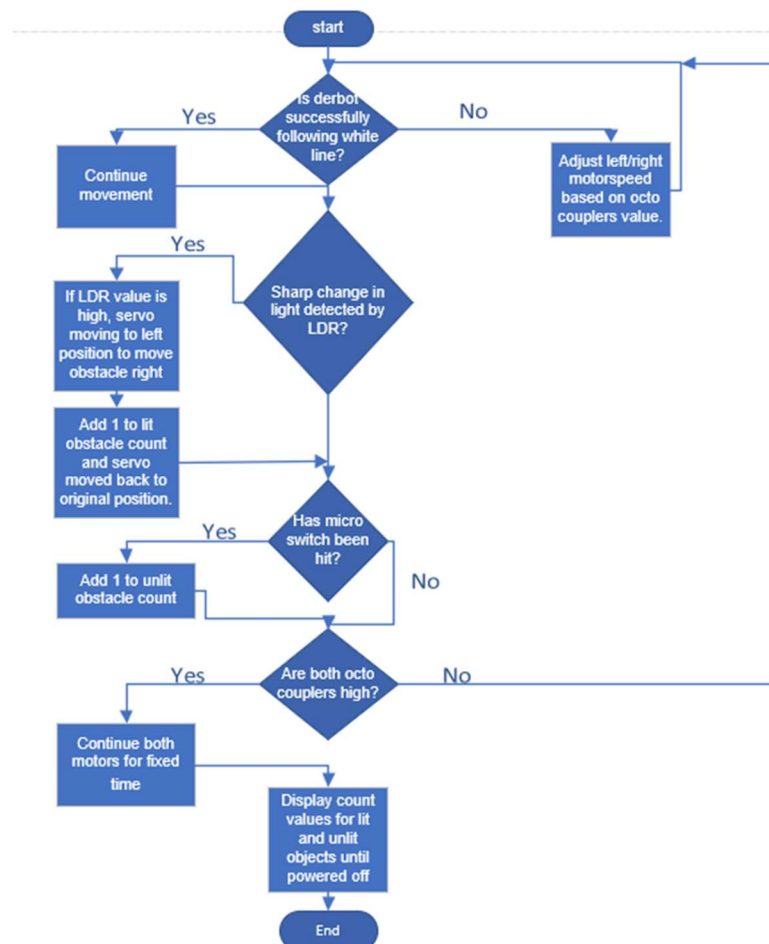 start
Is derbot
successfully
following white
line?
Yes
No
Continue
movement
Adjust left/right
motorspeed
based on octo
couplers value.
Yes
Sharp change in
light detected by
LDR?
If LDR value is
high, servo
moving to left
position to move
obstacle right
Add 1 to lit
obstacle count
and servo
moved back to
original position.
Has micro
switch been
hit?
Yes
No
Add 1 to unlit
obstacle count
Are both octo
couplers high?
Yes
No
Continue both
motors for fixed
time
Display count
values for lit
and unlit
objects until
powered off
End